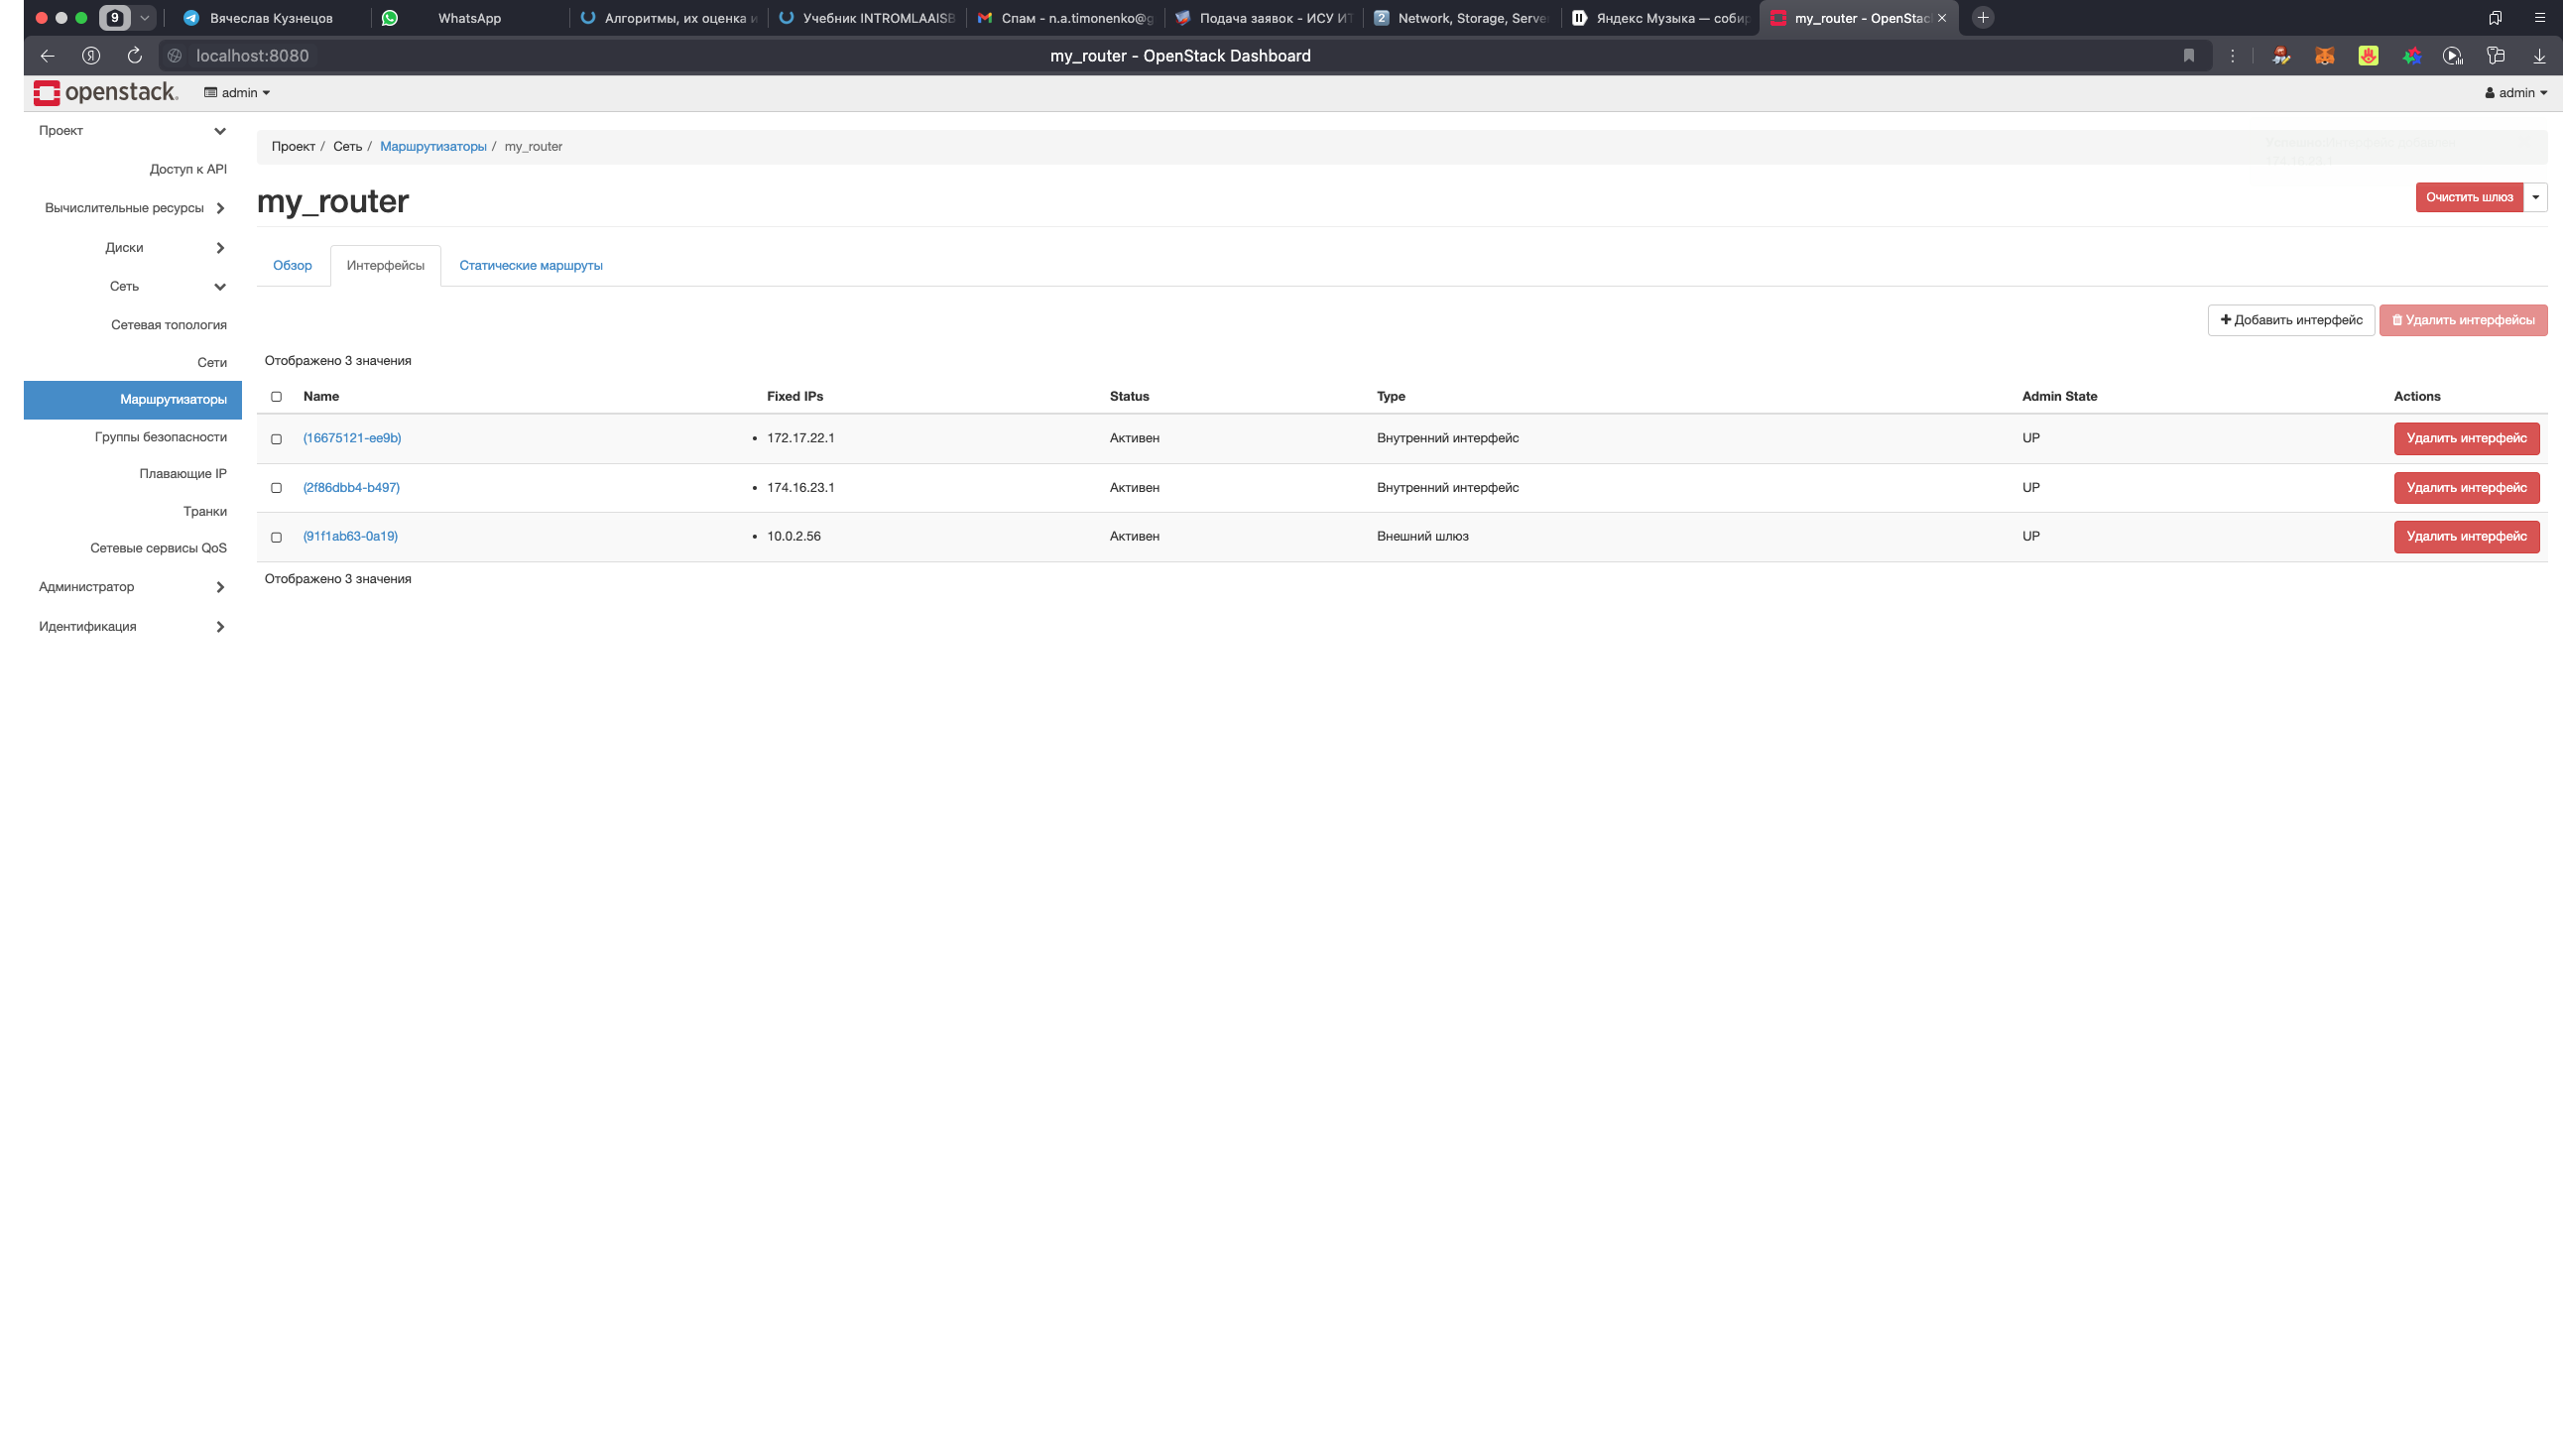 9
Вячеслав Кузнецов
WhatsApp
Алгоритмы, их оценка и
Учебник INTROMLAAISB
Спам - n.a.timonenko@g
Подача заявок - ИСУ ИТ
2 Network, Storage, Server
Яндекс Музыка — собир
my_router - OpenStac
localhost:8080
my_router - OpenStack Dashboard
openstack.
admin
admin
Проект
Доступ к API
Вычислительные ресурсы
Диски
Сеть
Сетевая топология
Сети
Маршрутизаторы
Группы безопасности
Плавающие IP
Транки
Сетевые сервисы QoS
Администратор
Идентификация
Проект / Сеть / Маршрутизаторы / my_router
my_router
Очистить шлюз
Обзор
Интерфейсы
Статические маршруты
Добавить интерфейс
Удалить интерфейсы
Отображено 3 значения
Name Fixed IPs Status Type Admin State Actions
(16675121-ee9b) • 172.17.22.1 Активен Внутренний интерфейс UP Удалить интерфейс
(2f86dbb4-b497) • 174.16.23.1 Активен Внутренний интерфейс UP Удалить интерфейс
(91f1ab63-0a19) • 10.0.2.56 Активен Внешний шлюз UP Удалить интерфейс
Отображено 3 значения